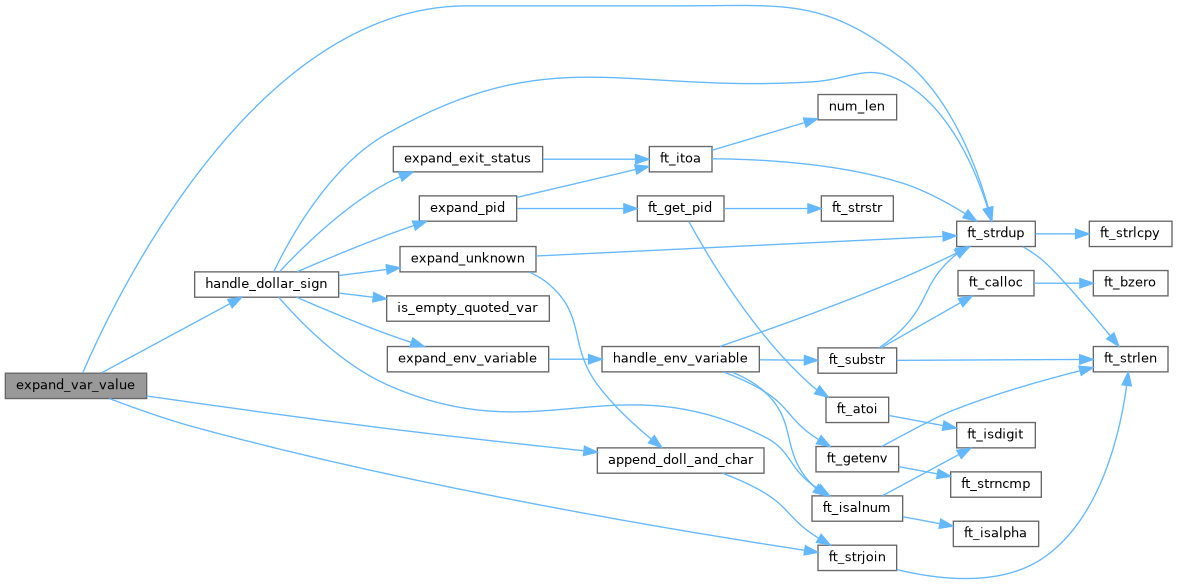 expand_var_value
handle_dollar_sign
expand_exit_status
expand_pid
expand_unknown
is_empty_quoted_var
expand_env_variable
append_doll_and_char
ft_itoa
ft_get_pid
handle_env_variable
num_len
ft_strstr
ft_substr
ft_atoi
ft_getenv
ft_isalnum
ft_strjoin
ft_strdup
ft_calloc
ft_isdigit
ft_strncmp
ft_isalpha
ft_strlcpy
ft_bzero
ft_strlen